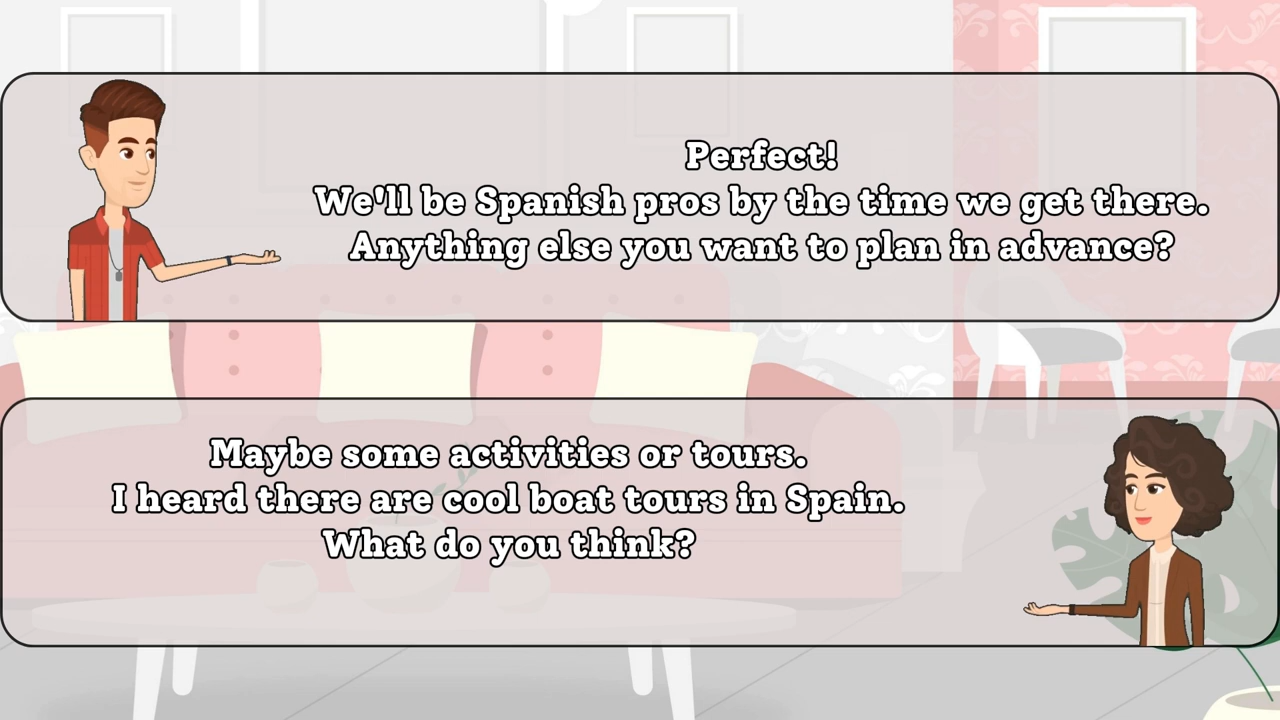 Perfect!
We'll be Spanish pros by the time we get there.
Anything else you want to plan in advance?
Maybe some activities or tours.
I heard there are cool boat tours in Spain.
What do you think?